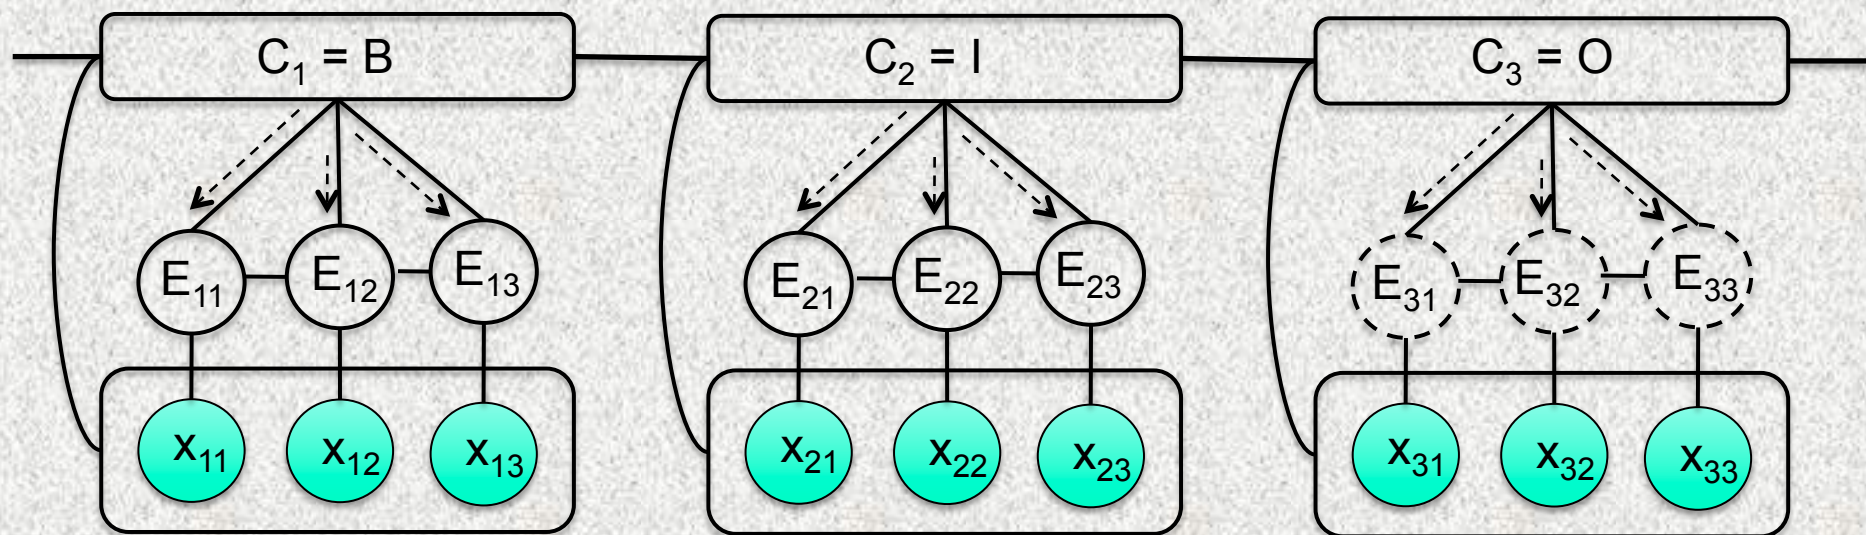 C₁ = B
C₂ = I
C₃ = O
E₁₁
E₁₂
E₁₃
E₂₁
E₂₂
E₂₃
E₃₁
E₃₂
E₃₃
x₁₁
x₁₂
x₁₃
x₂₁
x₂₂
x₂₃
x₃₁
x₃₂
x₃₃